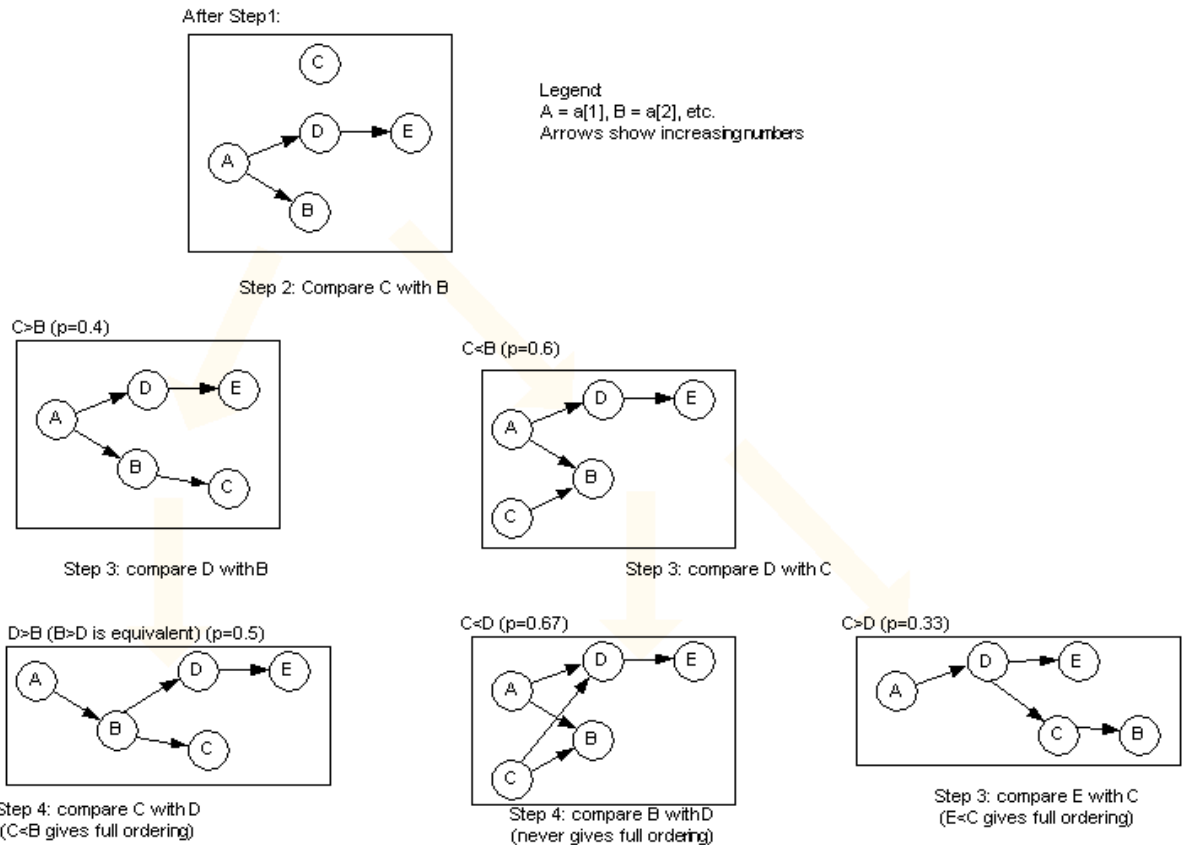 After Step1:
C
D
E
A
B
Legend:
A = a[1], B = a[2], etc.
Arrows show increasing numbers
Step 2: Compare C with B
C>B (p=0.4)
D
E
A
B
C
Step 3: compare D with B
C<B (p=0.6)
D
E
A
B
C
Step 3: compare D with C
D>B (B>D is equivalent) (p=0.5)
A
D
E
B
C
Step 4: compare C with D
(C<B gives full ordering)
C<D (p=0.67)
D
E
A
B
C
Step 4: compare B with D
(never gives full ordering)
C>D (p=0.33)
D
E
A
C
B
Step 3: compare E with C
(E<C gives full ordering)